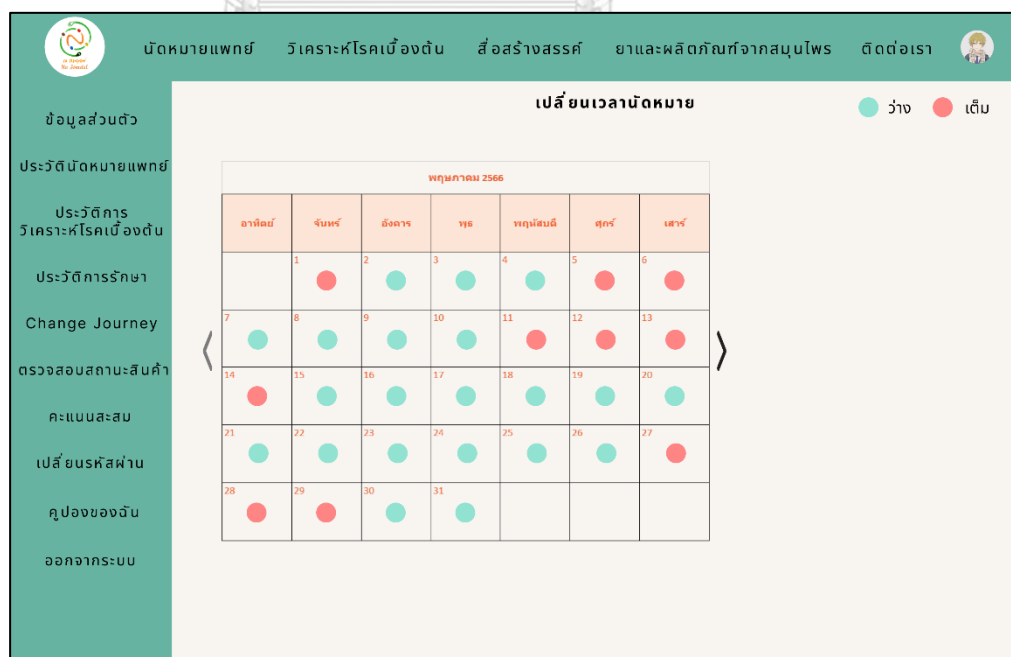 นัดหมายแพทย์ วิเคราะห์โรคเบื้องต้น สื่อสร้างสรรค์ ยาและผลิตภัณฑ์จากสมุนไพร ติดต่อเรา
เปลี่ยนเวลานัดหมาย
ว่าง เต็ม
ข้อมูลส่วนตัว
ประวัตินัดหมายแพทย์
ประวัติการ
วิเคราะห์โรคเบื้องต้น
ประวัติการรักษา
Change Journey
ตรวจสอบสถานะสินค้า
คะแนนสะสม
เปลี่ยนรหัสผ่าน
คูปองของฉัน
ออกจากระบบ
พฤษภาคม 2566
อาทิตย์ จันทร์ อังคาร พุธ พฤหัสบดี ศุกร์ เสาร์
1 2 3 4 5 6
7 8 9 10 11 12 13
14 15 16 17 18 19 20
21 22 23 24 25 26 27
28 29 30 31